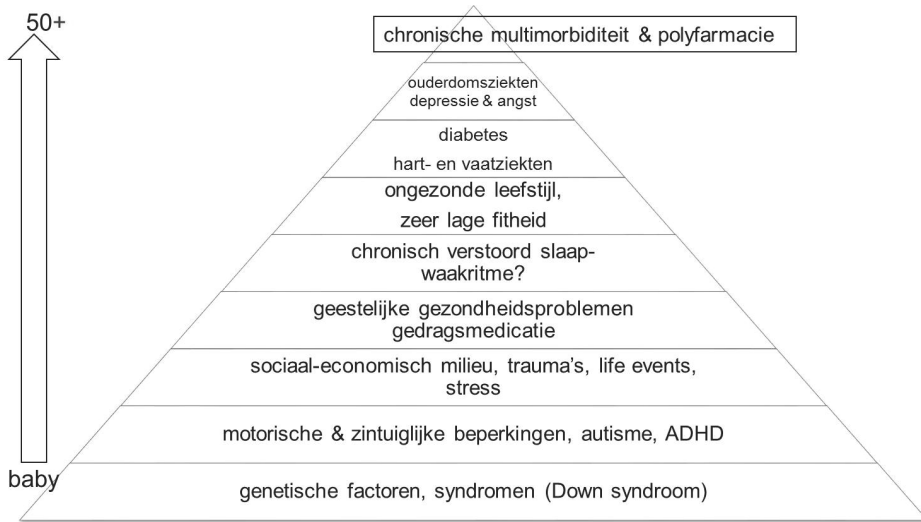 50+
chronische multimorbiditeit & polyfarmacie
ouderdomsziekten
depressie & angst
diabetes
hart- en vaatziekten
ongezonde leefstijl,
zeer lage fitheid
chronisch verstoord slaap-
waakritme?
geestelijke gezondheidsproblemen
gedragsmedicatie
sociaal-economisch milieu, trauma's, life events,
stress
motorische & zintuiglijke beperkingen, autisme, ADHD
baby
genetische factoren, syndromen (Down syndroom)